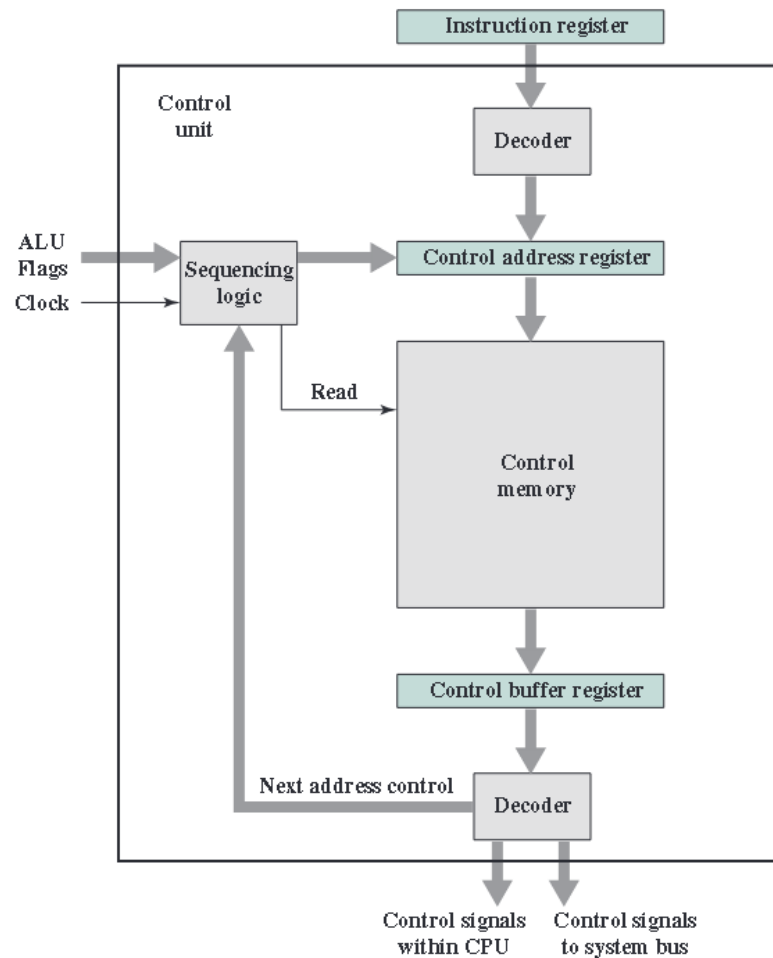 Instruction register
Control
unit
Decoder
ALU
Flags
Sequencing
logic
Control address register
Clock
Read
Control
memory
Control buffer register
Next address control
Decoder
Control signals
within CPU
Control signals
to system bus